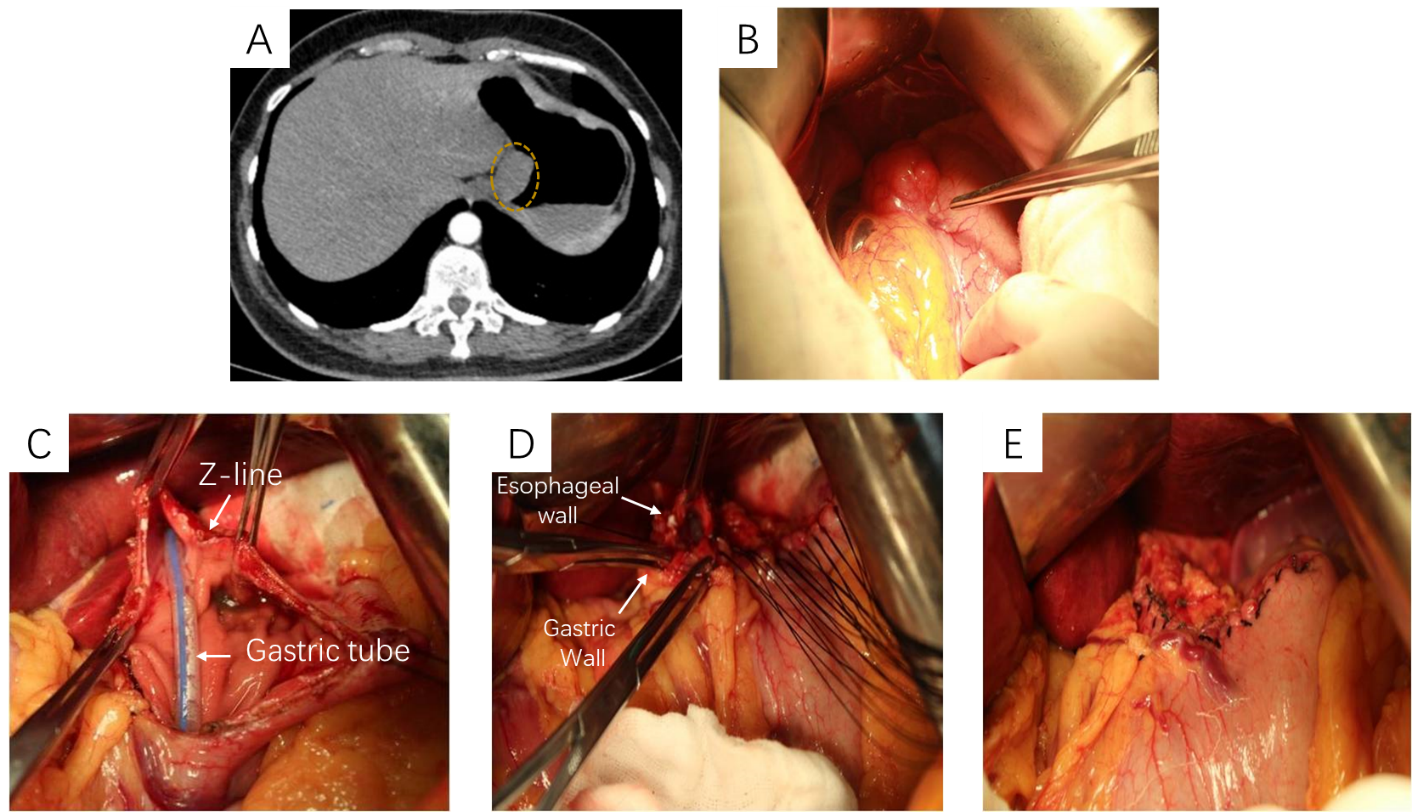 A
B
C
Z-line
Gastric tube
D
Esophageal
wall
Gastric
Wall
E